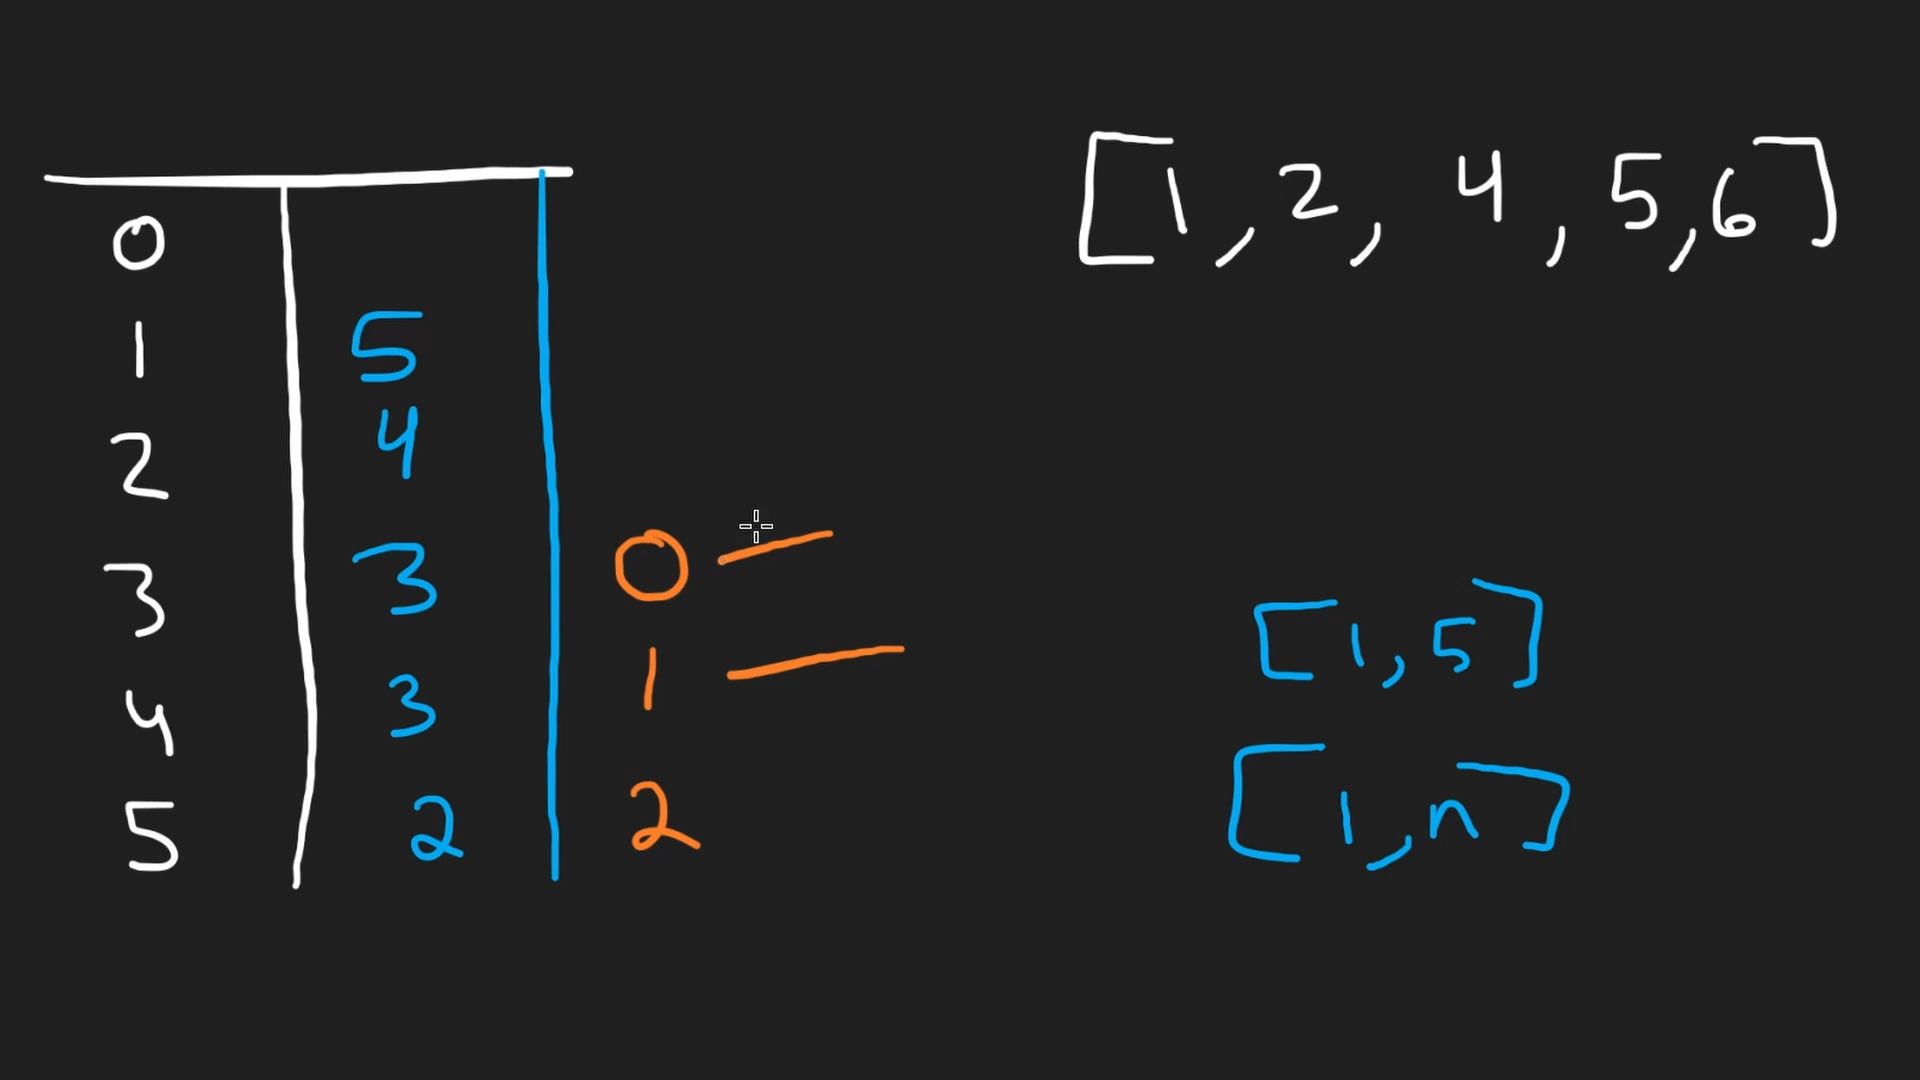 [1, 2, 4, 5, 6]
0
1 5
2 4
3 3 0
4 3 1
5 2 2
[1, 5]
[1, n]